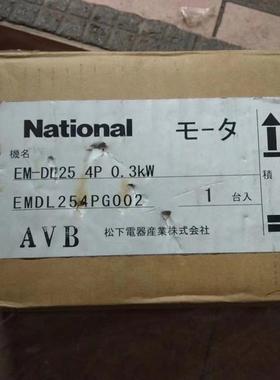 National モータ
機名
EM-DL25 4P 0.3kW
EMDL254PG002 1 台入
AVB 松下電器産業株式会社
積